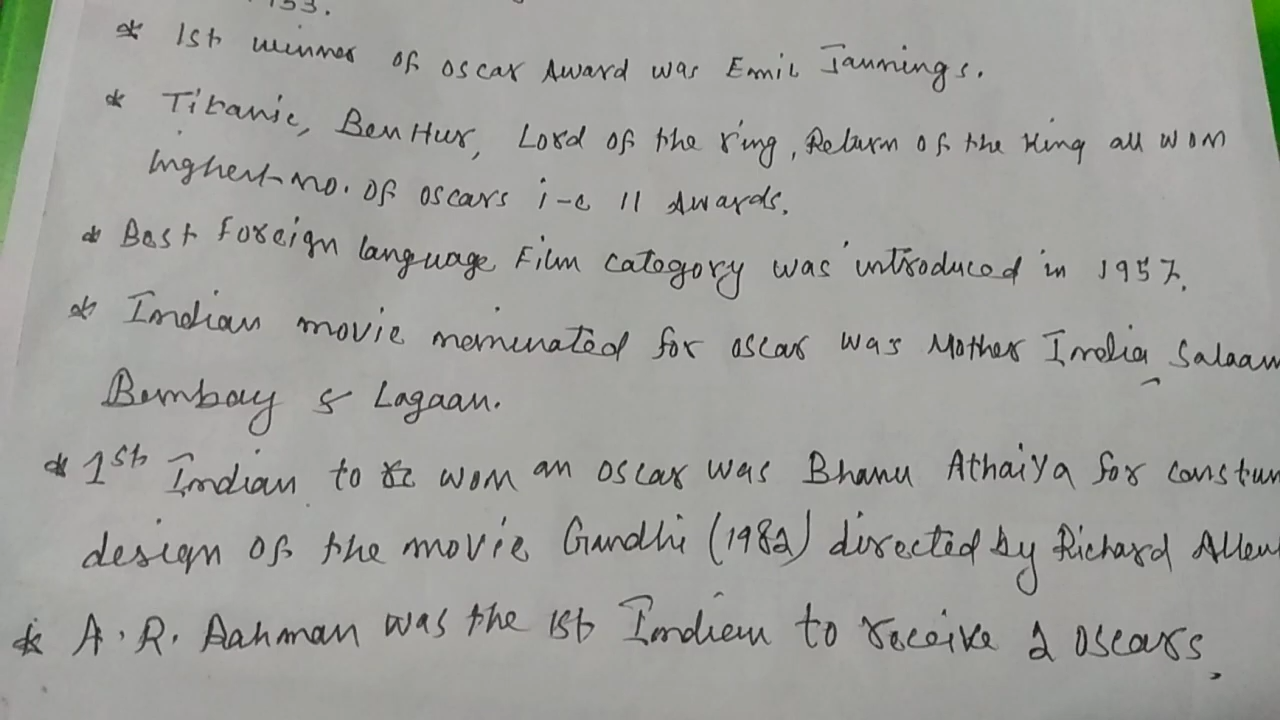 153.
* 1st winner of oscar Award was Emil Jannings.
* Titanic, Ben Hur, Lord of the ring, Return of the King all won
highest no. of oscars i-e 11 Awards.
* Best foreign language Film catogory was introduced in 1957.
* Indian movie nominated for oscar was Mother India, Salaam
Bombay & Lagaan.
* 1st Indian to won an oscar was Bhanu Athaiya for constum
design of the movie Gandhi (1982) directed by Richard Atten
* A. R. Rahman was the 1st Indian to receive 2 oscars.